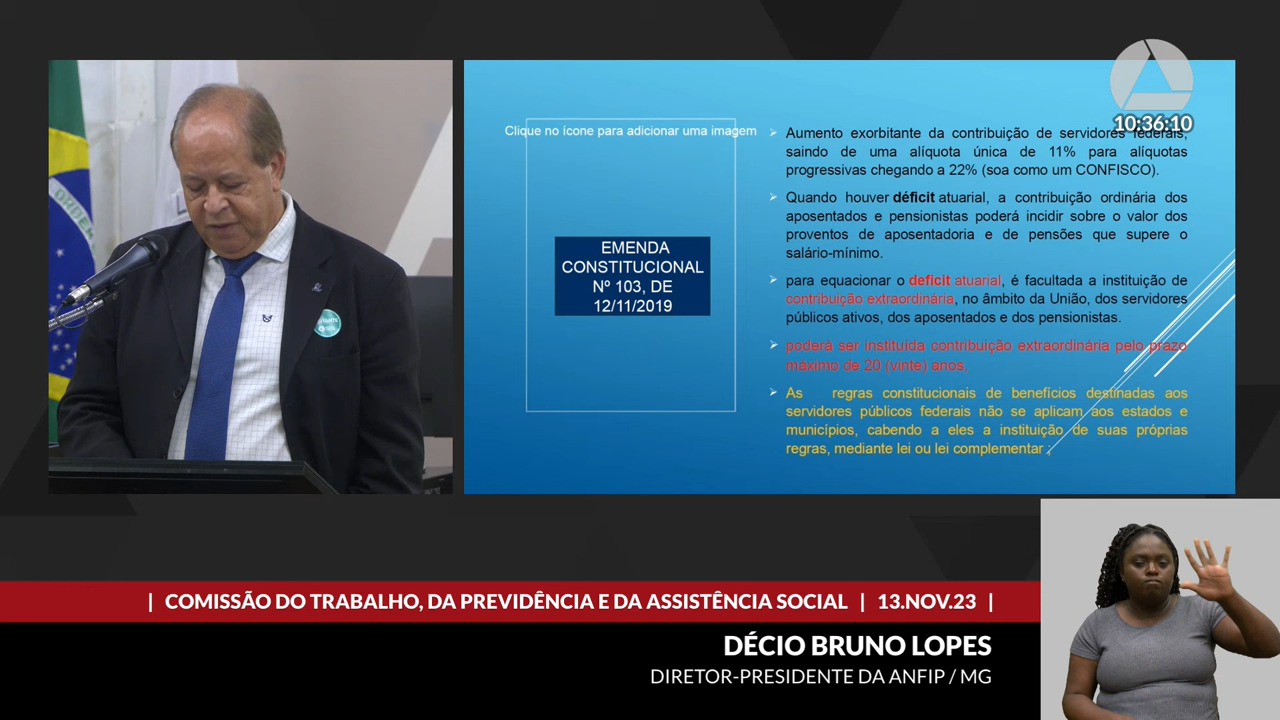 ORDEM
10:36:10
Clique no ícone para adicionar uma imagem
EMENDA
CONSTITUCIONAL
Nº 103, DE
12/11/2019
Aumento exorbitante da contribuição de servidores federais,
saindo de uma alíquota única de 11% para alíquotas
progressivas chegando a 22% (soa como um CONFISCO).
Quando houver déficit atuarial, a contribuição ordinária dos
aposentados e pensionistas poderá incidir sobre o valor dos
proventos de aposentadoria e de pensões que supere o
salário-mínimo.
para equacionar o deficit atuarial, é facultada a instituição de
contribuição extraordinária, no âmbito da União, dos servidores
públicos ativos, dos aposentados e dos pensionistas.
poderá ser instituída contribuição extraordinária pelo prazo
máximo de 20 (vinte) anos.
As regras constitucionais de benefícios destinadas aos
servidores públicos federais não se aplicam aos estados e
municípios, cabendo a eles a instituição de suas próprias
regras, mediante lei ou lei complementar ;
| COMISSÃO DO TRABALHO, DA PREVIDÊNCIA E DA ASSISTÊNCIA SOCIAL | 13.NOV.23 |
DÉCIO BRUNO LOPES
DIRETOR-PRESIDENTE DA ANFIP / MG